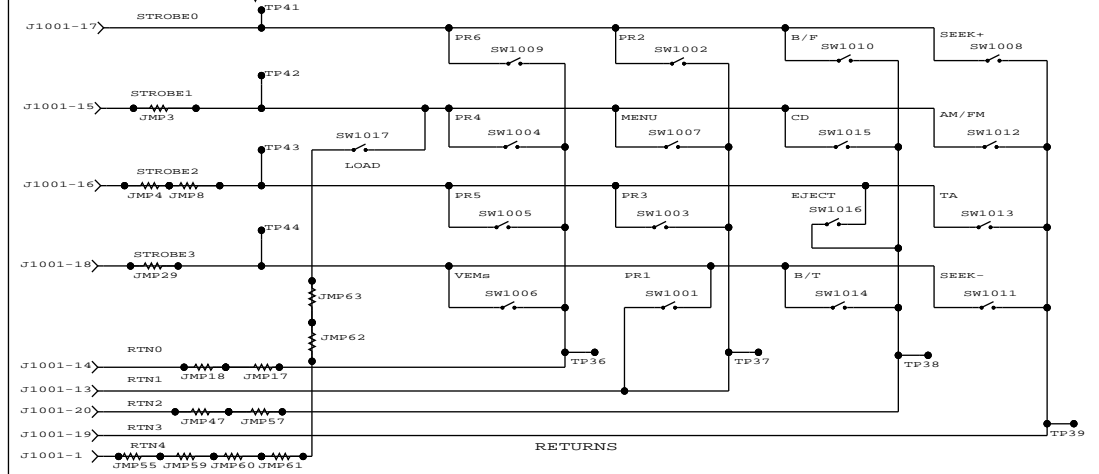 TP41
STROBE0
J1001-17
PR6
PR2
B/F
SEEK+
SW1009
SW1002
SW1010
SW1008
TP42
STROBE1
J1001-15
JMP3
SW1017
LOAD
PR4
MENU
CD
AM/FM
SW1004
SW1007
SW1015
SW1012
TP43
STROBE2
J1001-16
JMP4 JMP8
PR5
PR3
EJECT
TA
SW1005
SW1003
SW1016
SW1013
TP44
STROBE3
J1001-18
JMP29
VEMs
PR1
B/T
SEEK-
SW1006
SW1001
SW1014
SW1011
JMP63
JMP62
RTN0
J1001-14
JMP18 JMP17
TP36
TP37
TP38
RTN1
J1001-13
RTN2
J1001-20
JMP47 JMP57
RTN3
J1001-19
TP39
RTN4
J1001-1
JMP55 JMP59 JMP60 JMP61
RETURNS